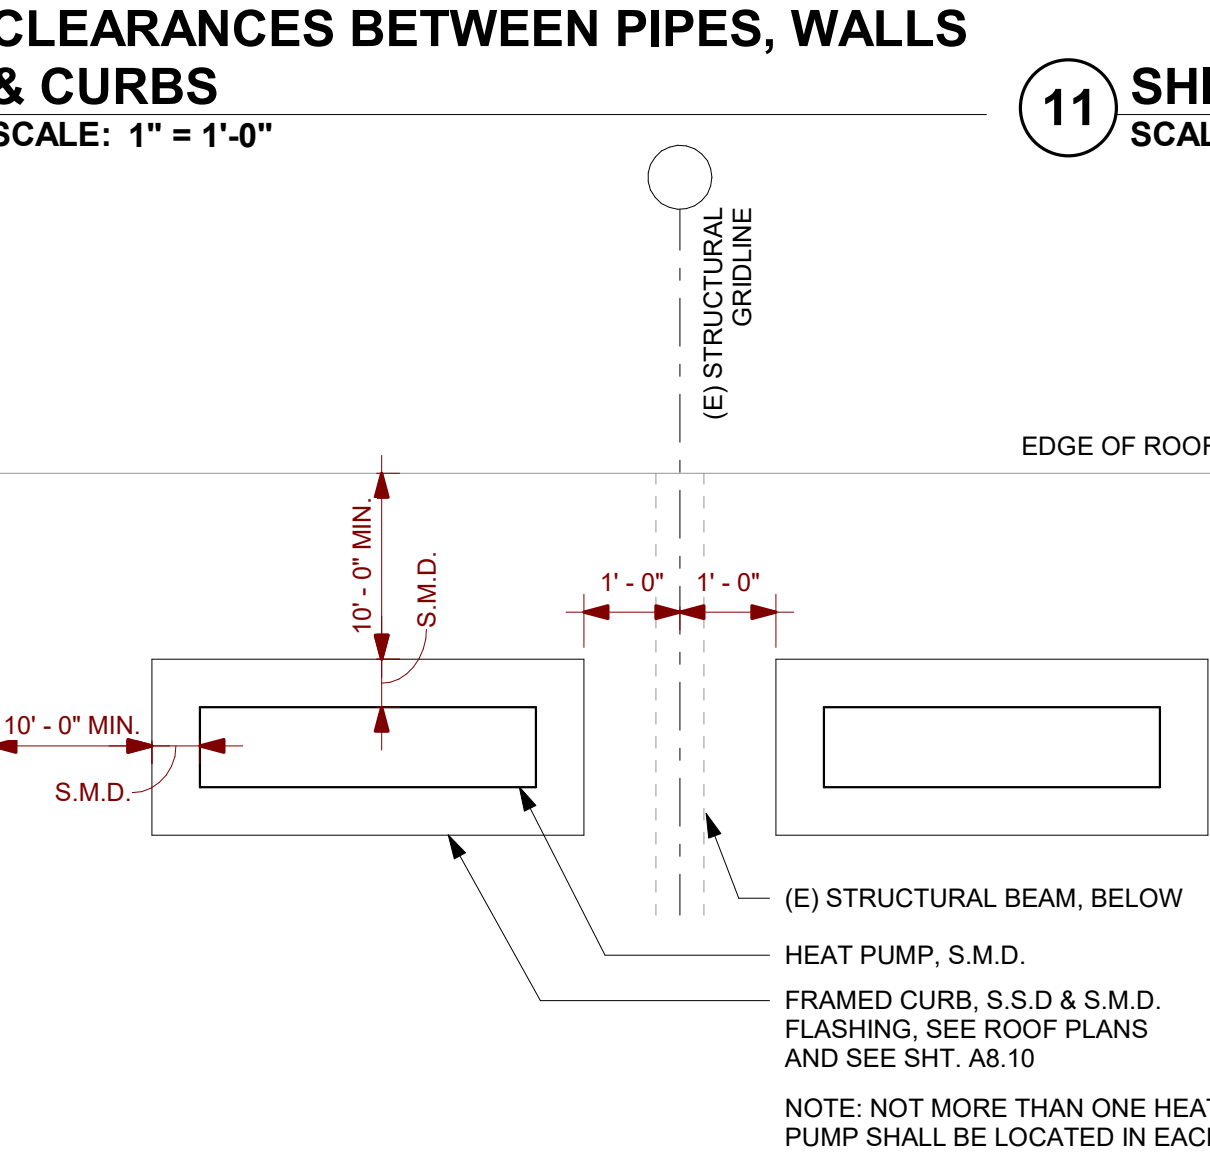 CLEARANCES BETWEEN PIPES, WALLS
& CURBS
SCALE: 1" = 1'-0"
11
(E) STRUCTURAL
GRIDLINE
EDGE OF ROOF
10' - 0" MIN.
S.M.D.
1' - 0"
1' - 0"
10' - 0" MIN.
S.M.D.
(E) STRUCTURAL BEAM, BELOW
HEAT PUMP, S.M.D.
FRAMED CURB, S.S.D & S.M.D.
FLASHING, SEE ROOF PLANS
AND SEE SHT. A8.10
NOTE: NOT MORE THAN ONE HEAT
PUMP SHALL BE LOCATED IN EACH